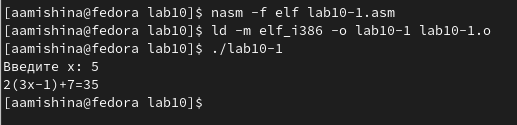 [aamishina@fedora lab10]$ nasm -f elf lab10-1.asm
[aamishina@fedora lab10]$ ld -m elf_i386 -o lab10-1 lab10-1.o
[aamishina@fedora lab10]$ ./lab10-1
Введите x: 5
2(3x-1)+7=35
[aamishina@fedora lab10]$